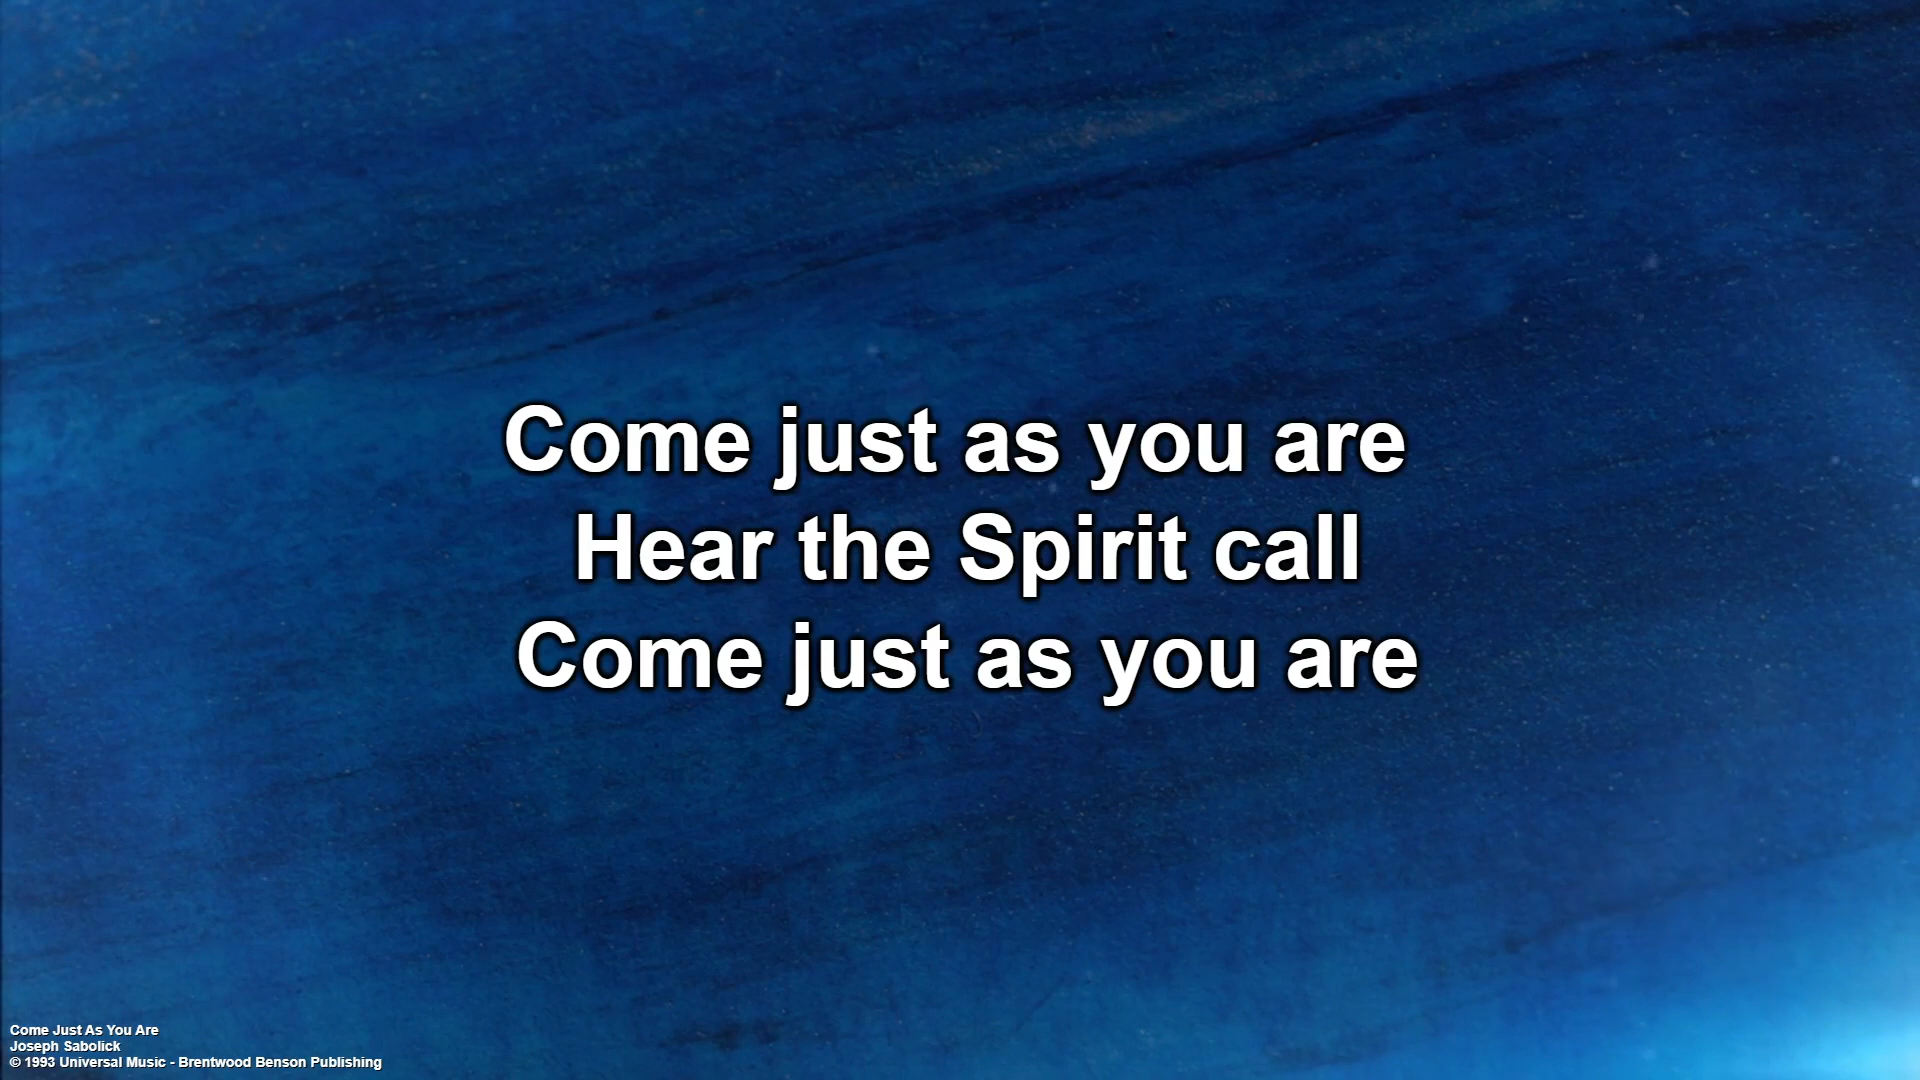 Come just as you are
Hear the Spirit call
Come just as you are
Come Just As You Are
Joseph Sabolick
© 1993 Universal Music - Brentwood Benson Publishing